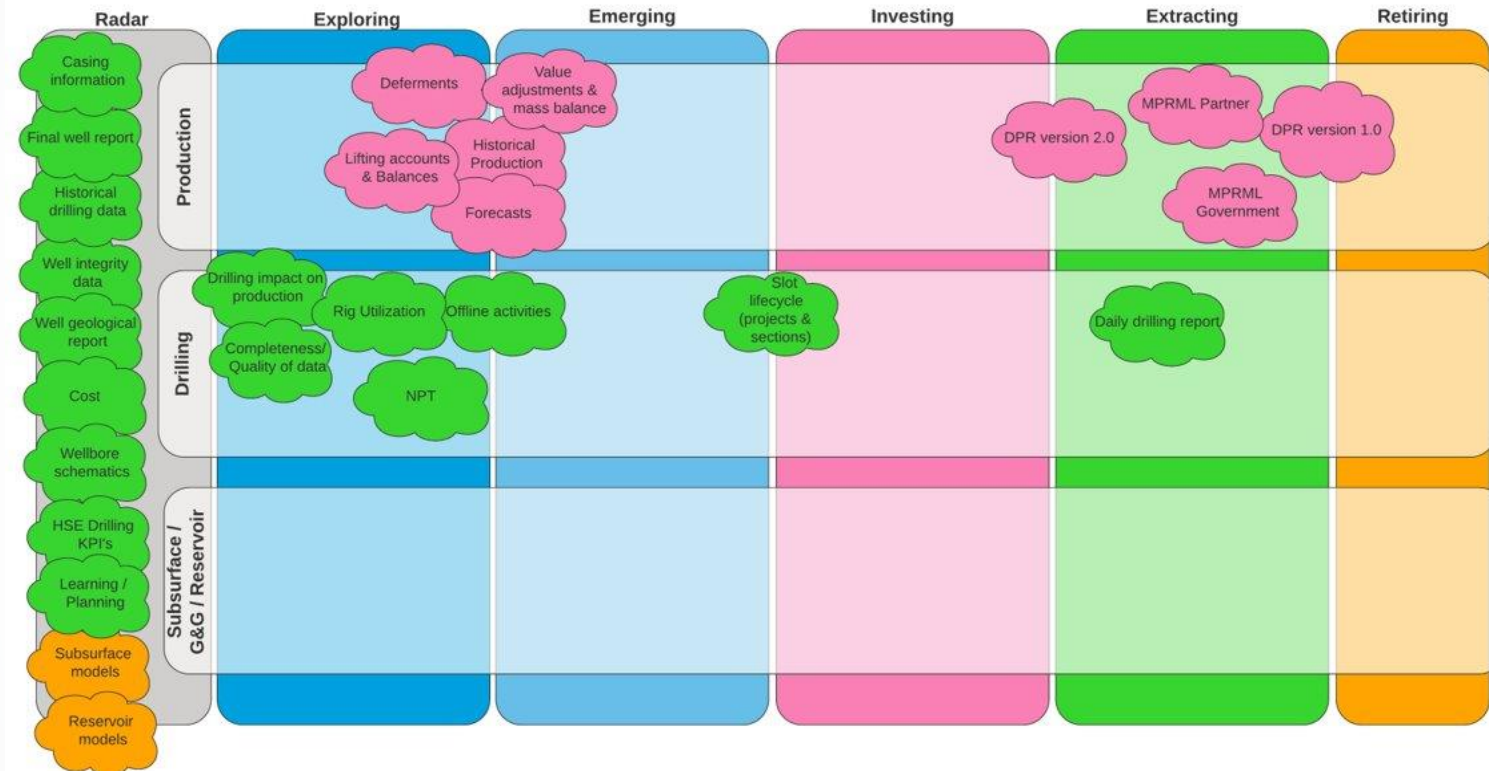 Radar
Exploring
Emerging
Investing
Extracting
Retiring
Casing
information
Final well report
Historical
drilling data
Well integrity
data
Well geological
report
Cost
Wellbore
schematics
HSE Drilling
KPI's
Learning /
Planning
Subsurface
models
Reservoir
models
Production
Deferments
Value
adjustments &
mass balance
Lifting accounts
& Balances
Historical
Production
Forecasts
DPR version 2.0
MPRML Partner
DPR version 1.0
MPRML
Government
Drilling
Drilling impact on
production
Rig Utilization
Offline activities
Completeness/
Quality of data
NPT
Slot
lifecycle
(projects &
sections)
Daily drilling report
Subsurface /
G&G / Reservoir